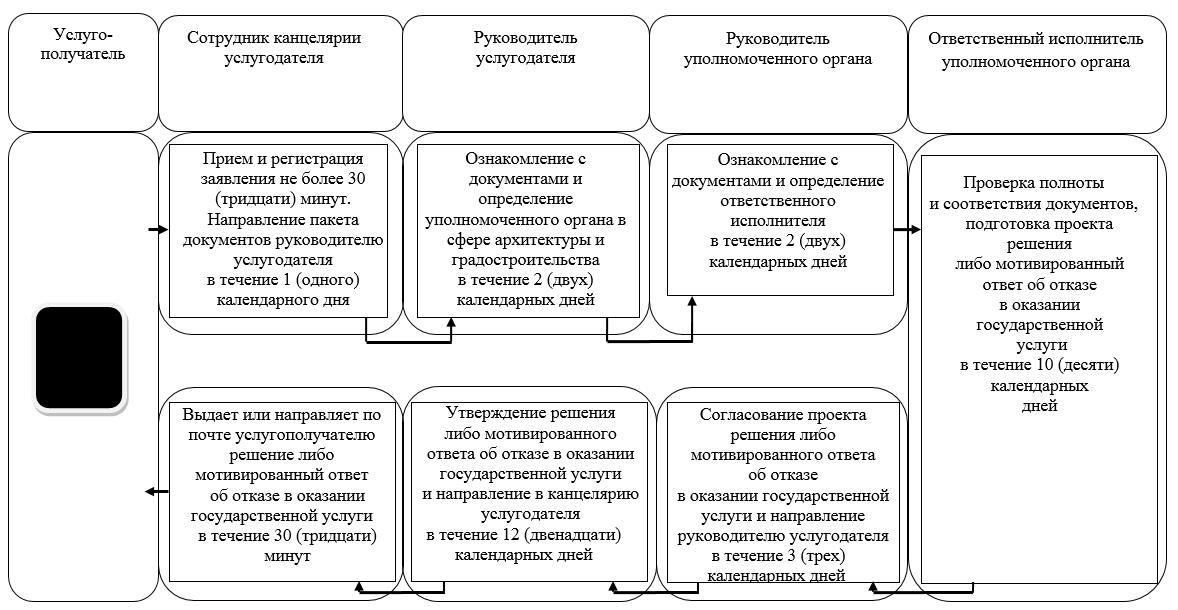 Услуго-
получатель
Сотрудник канцелярии
услугодателя
Руководитель
услугодателя
Руководитель
уполномоченного органа
Ответственный исполнитель
уполномоченного органа
Прием и регистрация
заявления не более 30
(тридцати) минут.
Направление пакета
документов руководителю
услугодателя
в течение 1 (одного)
календарного дня
Ознакомление с
документами и
определение
уполномоченного органа в
сфере архитектуры и
градостроительства
в течение 2 (двух)
календарных дней
Ознакомление с
документами и определение
ответственного
исполнителя
в течение 2 (двух)
календарных дней
Проверка полноты
и соответствия документов,
подготовка проекта
решения
либо мотивированный
ответ об отказе
в оказании
государственной
услуги
в течение 10 (десяти)
календарных
дней
Выдает или направляет по
почте услугополучателю
решение либо
мотивированный ответ
об отказе в оказании
государственной услуги
в течение 30 (тридцати)
минут
Утверждение решения
либо мотивированного
ответа об отказе в оказании
государственной услуги
и направление в канцелярию
услугодателя
в течение 12 (двенадцати)
календарных дней
Согласование проекта
решения либо
мотивированного ответа
об отказе
в оказании государственной
услуги и направление
руководителю услугодателя
в течение 3 (трех)
календарных дней